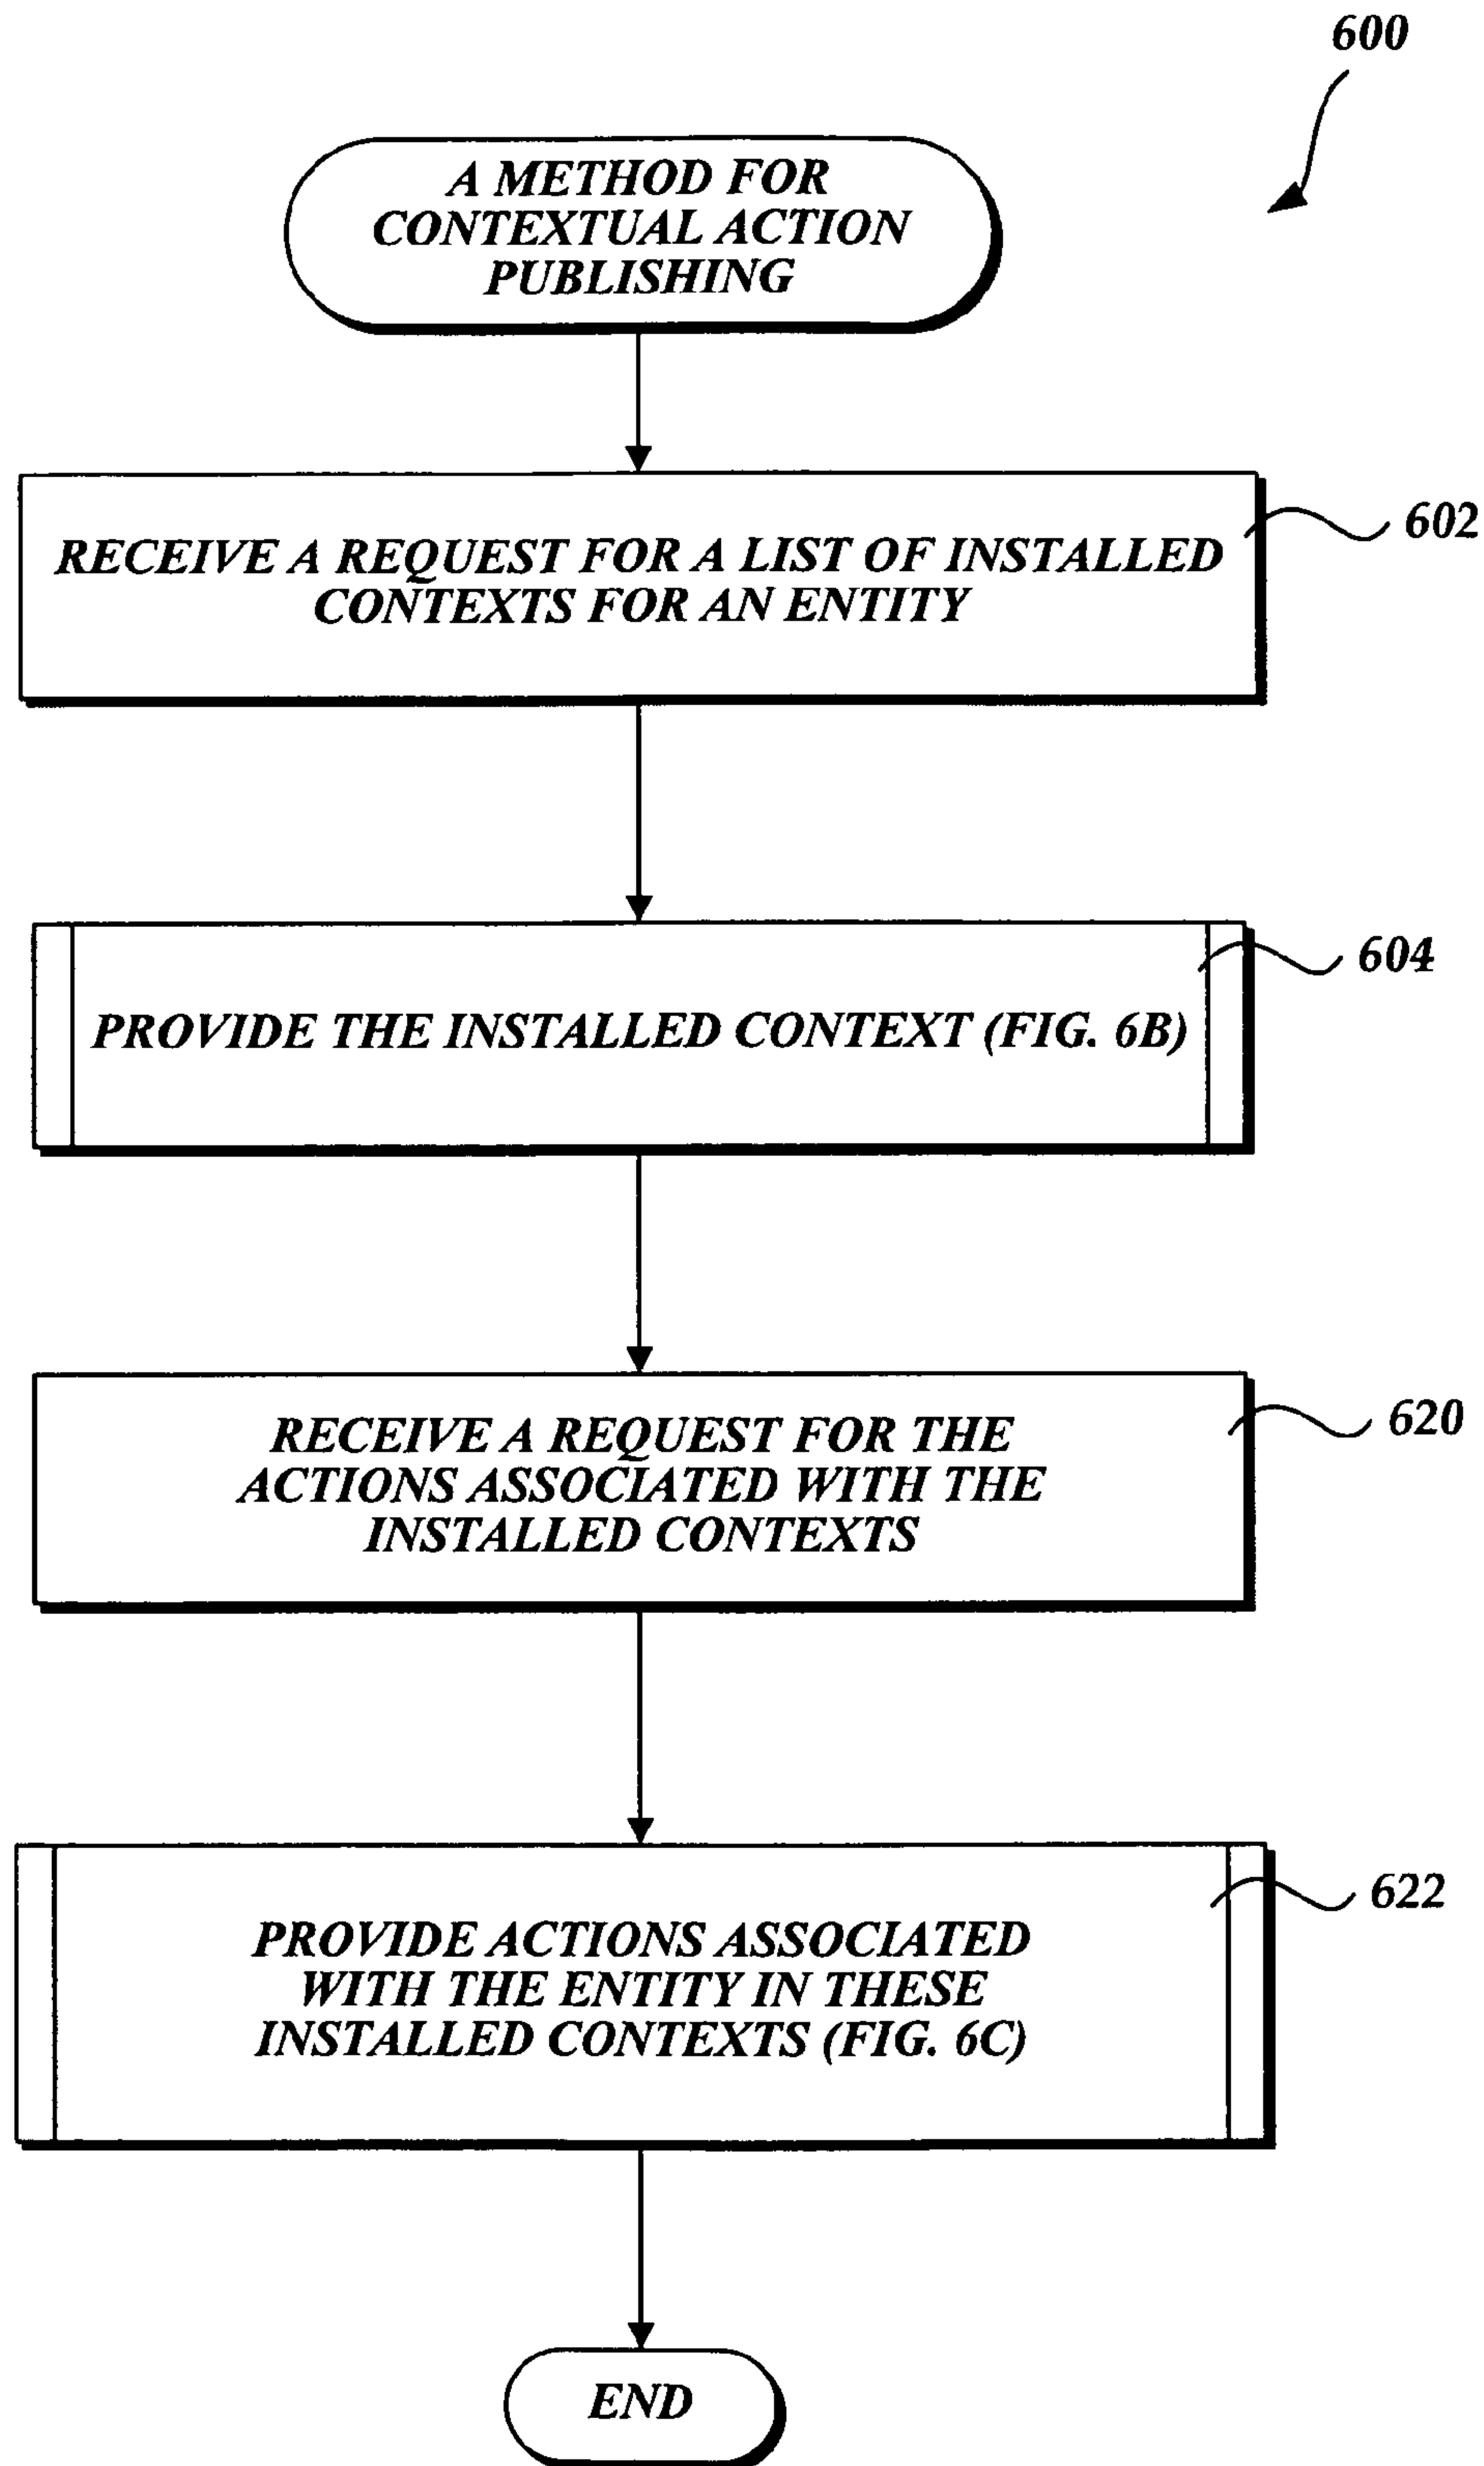 600
A METHOD FOR
CONTEXTUAL ACTION
PUBLISHING
RECEIVE A REQUEST FOR A LIST OF INSTALLED
CONTEXTS FOR AN ENTITY
602
PROVIDE THE INSTALLED CONTEXT (FIG. 6B)
604
RECEIVE A REQUEST FOR THE
ACTIONS ASSOCIATED WITH THE
INSTALLED CONTEXTS
620
PROVIDE ACTIONS ASSOCIATED
WITH THE ENTITY IN THESE
INSTALLED CONTEXTS (FIG. 6C)
622
END